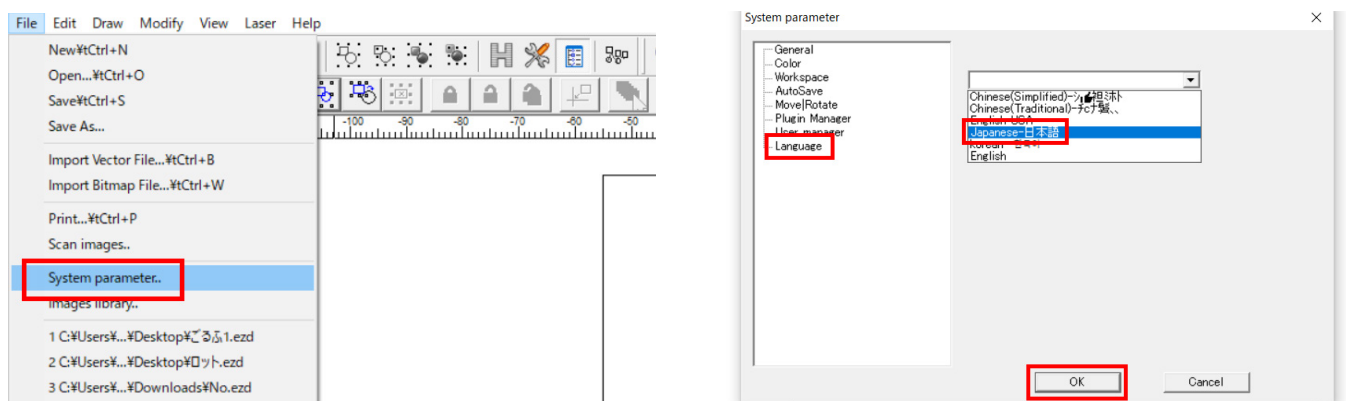 File Edit Draw Modify View Laser Help
New¥tCtrl+N
Open...¥tCtrl+O
Save¥tCtrl+S
Save As...
Import Vector File...¥tCtrl+B
Import Bitmap File...¥tCtrl+W
Print...¥tCtrl+P
Scan images..
System parameter..
Images library..
1 C:¥Users¥...¥Desktop¥ごるふ1.ezd
2 C:¥Users¥...¥Desktop¥ロット.ezd
3 C:¥Users¥...¥Downloads¥No.ezd
-100 -90 -80 -70 -60 -50
System parameter
General
Color
Workspace
AutoSave
Move|Rotate
Plugin Manager
User manager
Language
Chinese(Simplified)
Chinese(Traditional)
English-USA
Japanese-日本語
Korean
English
OK Cancel